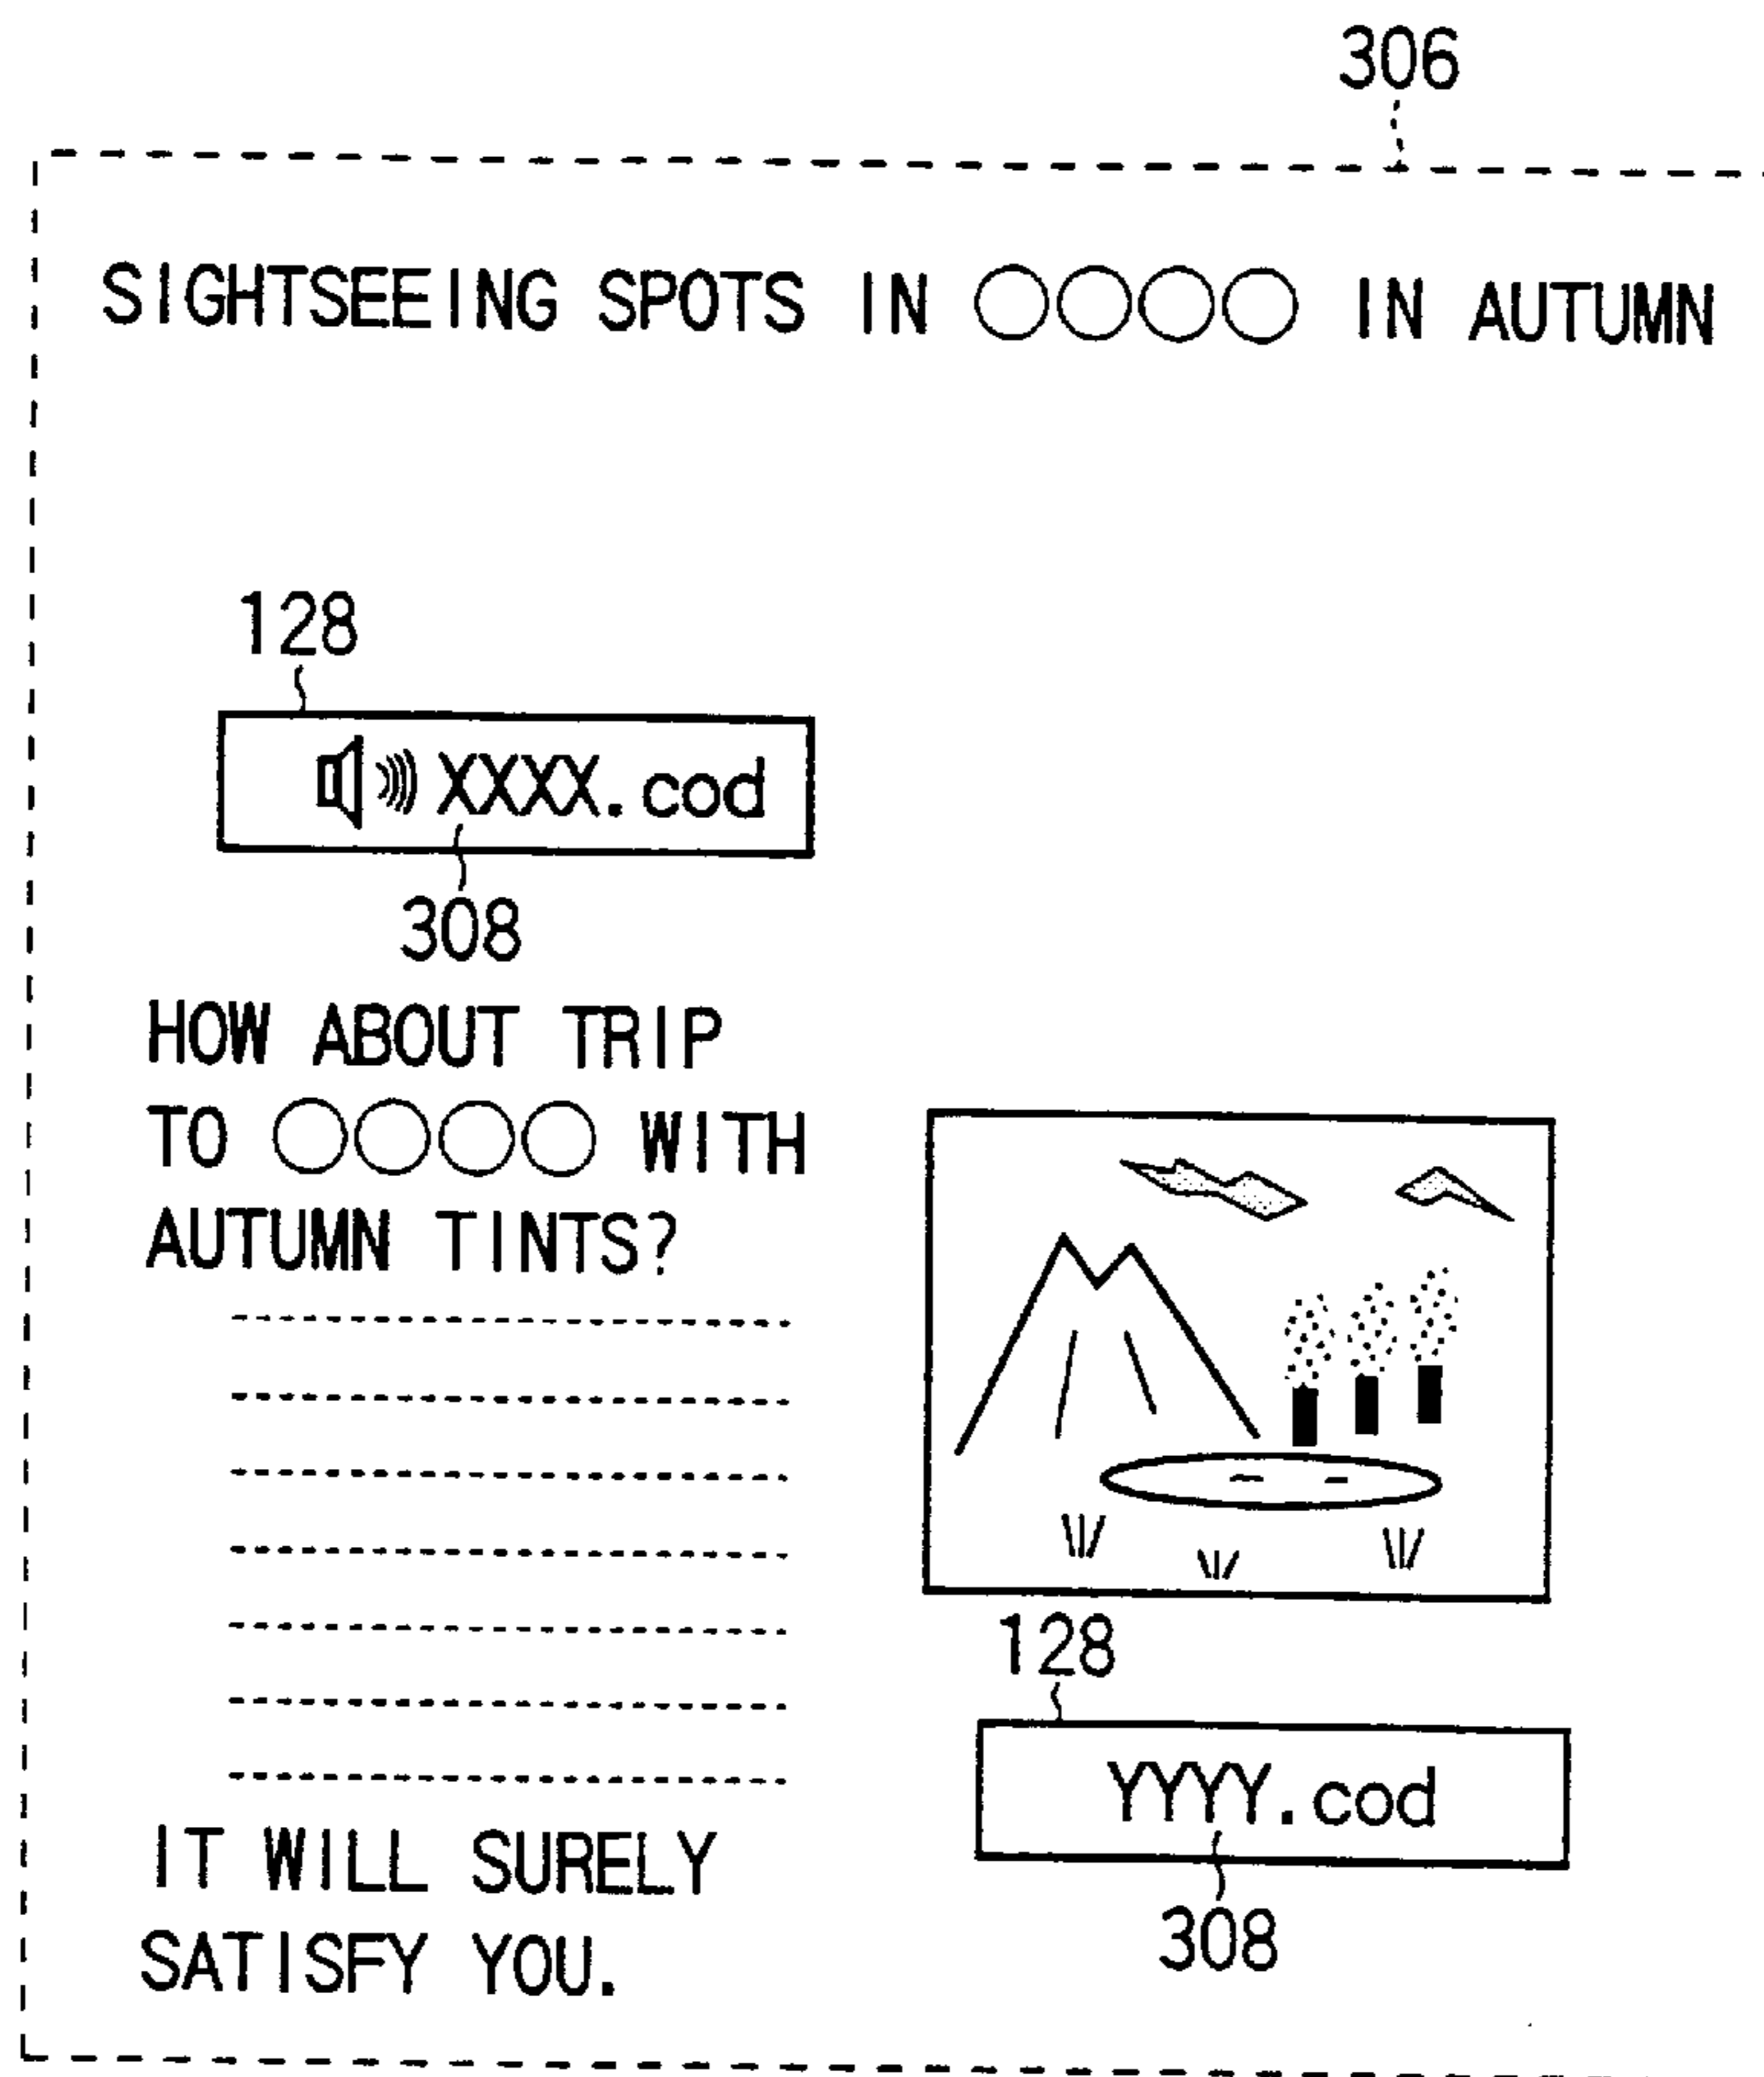 306
SIGHTSEEING SPOTS IN ○○○○ IN AUTUMN
128
XXXX.cod
308
HOW ABOUT TRIP
TO ○○○○ WITH
AUTUMN TINTS?
128
YYYY.cod
308
IT WILL SURELY
SATISFY YOU.